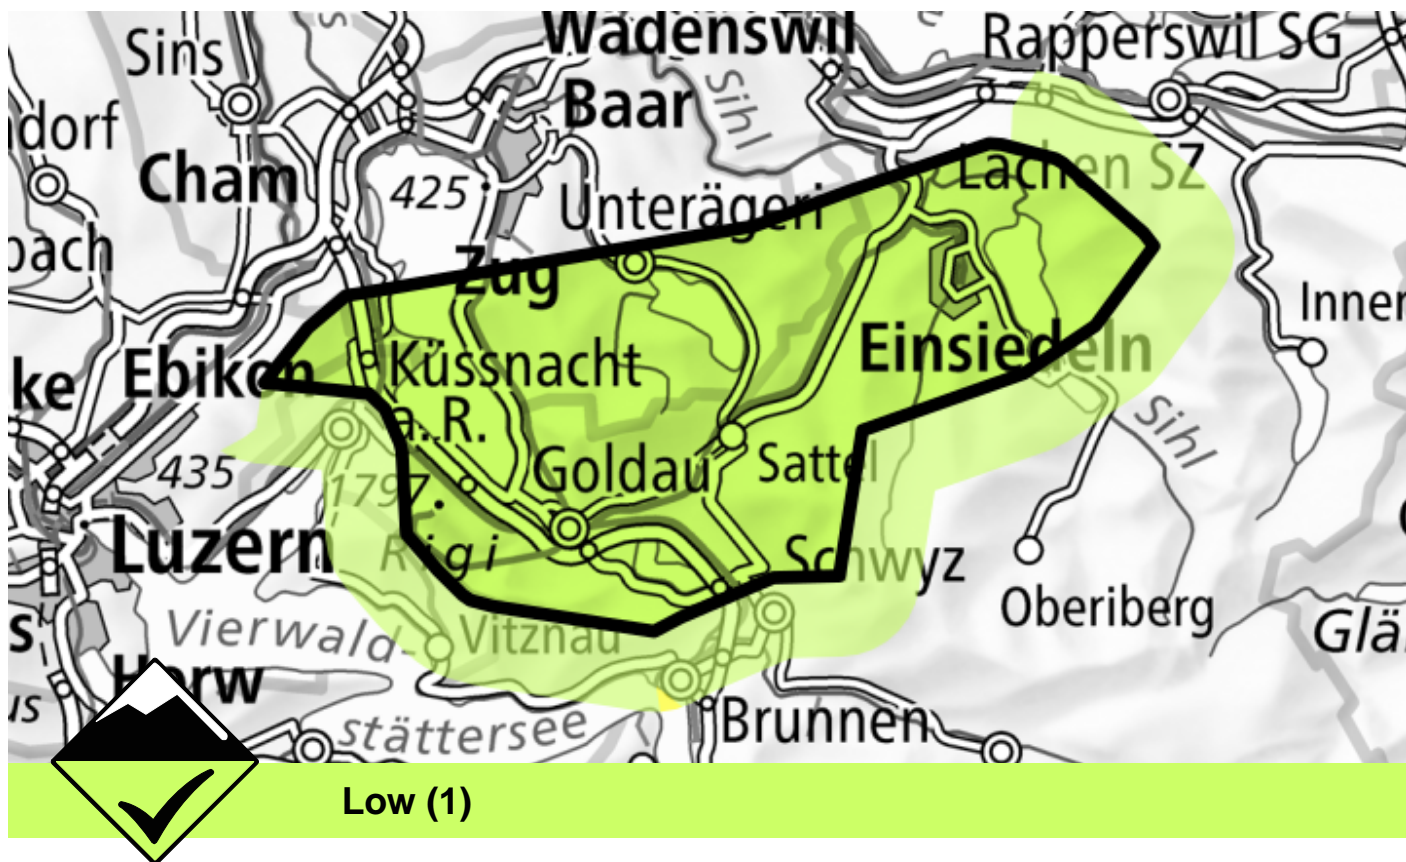 Wädenswil
Rapperswil SG
Sins
Baar
Sihl
dorf
Cham
425
Lachen SZ
Unterägeri
bach
Zug
Inner
Ebikon
Küssnacht
a. R.
Einsiedeln
ke
Sihl
435
1797
Goldau
Sattel
Luzern
Rigi
Schwyz
Oberiberg
Vierwald-
Vitznau
Glä
s
Horw
us
stättersee
Brunnen
Low (1)